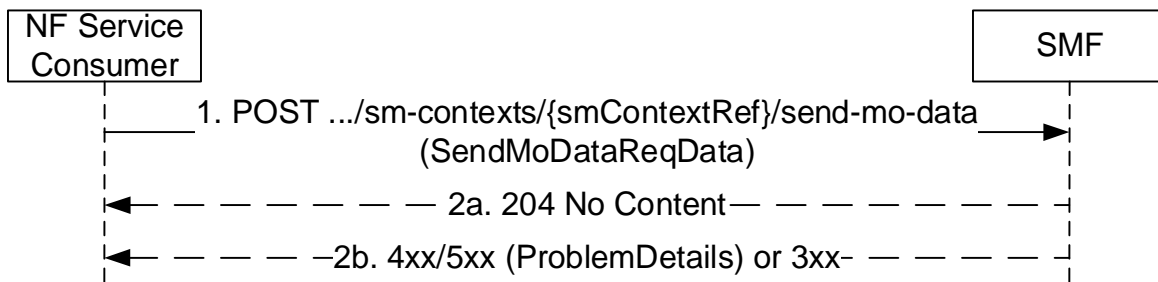 NF Service
Consumer
SMF
1. POST .../sm-contexts/{smContextRef}/send-mo-data
(SendMoDataReqData)
2a. 204 No Content
2b. 4xx/5xx (ProblemDetails) or 3xx